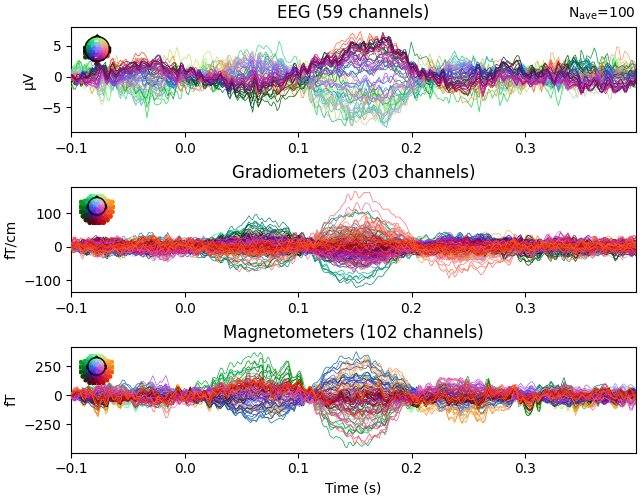 EEG (59 channels)
Nave=100
5
0
−5
µV
−0.1 0.0 0.1 0.2 0.3
Gradiometers (203 channels)
100
0
−100
fT/cm
−0.1 0.0 0.1 0.2 0.3
Magnetometers (102 channels)
250
0
−250
fT
−0.1 0.0 0.1 0.2 0.3
Time (s)